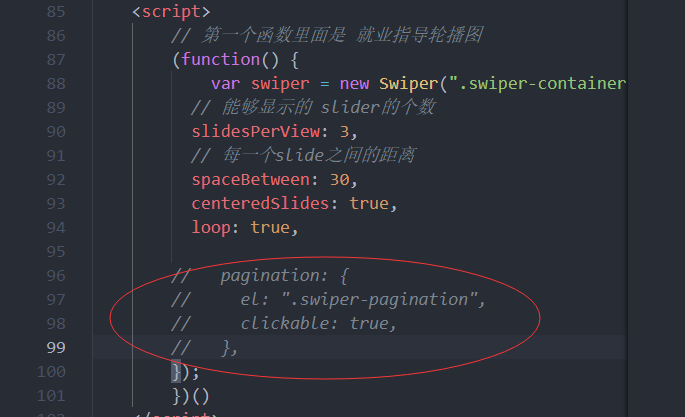 85 <script>
86 // 第一个函数里面是 就业指导轮播图
87 (function() {
88 var swiper = new Swiper(".swiper-container
89 // 能够显示的 slider的个数
90 slidesPerView: 3,
91 // 每一个slide之间的距离
92 spaceBetween: 30,
93 centeredSlides: true,
94 loop: true,
95
96 // pagination: {
97 // el: ".swiper-pagination",
98 // clickable: true,
99 // },
100 });
101 })()
102 </script>